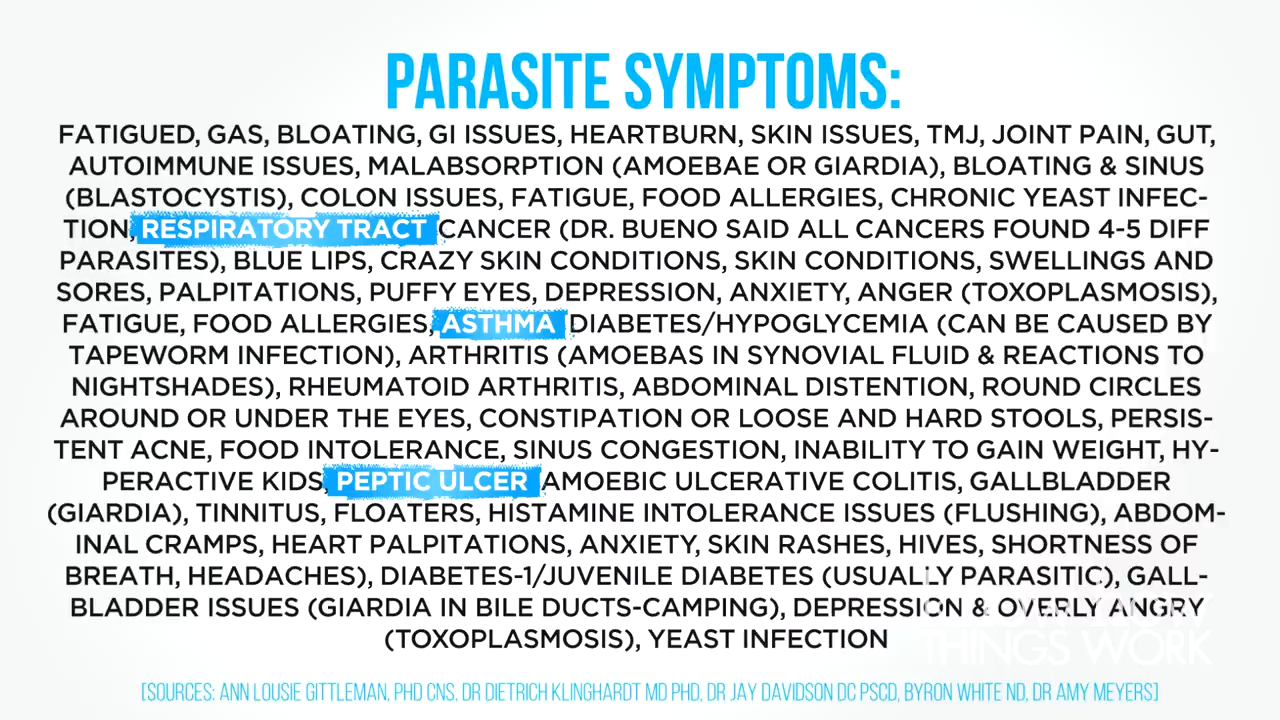 PARASITE SYMPTOMS:
FATIGUED, GAS, BLOATING, GI ISSUES, HEARTBURN, SKIN ISSUES, TMJ, JOINT PAIN, GUT,
AUTOIMMUNE ISSUES, MALABSORPTION (AMOEBAE OR GIARDIA), BLOATING & SINUS
(BLASTOCYSTIS), COLON ISSUES, FATIGUE, FOOD ALLERGIES, CHRONIC YEAST INFEC-
TION, RESPIRATORY TRACT CANCER (DR. BUENO SAID ALL CANCERS FOUND 4-5 DIFF
PARASITES), BLUE LIPS, CRAZY SKIN CONDITIONS, SKIN CONDITIONS, SWELLINGS AND
SORES, PALPITATIONS, PUFFY EYES, DEPRESSION, ANXIETY, ANGER (TOXOPLASMOSIS),
FATIGUE, FOOD ALLERGIES, ASTHMA DIABETES/HYPOGLYCEMIA (CAN BE CAUSED BY
TAPEWORM INFECTION), ARTHRITIS (AMOEBAS IN SYNOVIAL FLUID & REACTIONS TO
NIGHTSHADES), RHEUMATOID ARTHRITIS, ABDOMINAL DISTENTION, ROUND CIRCLES
AROUND OR UNDER THE EYES, CONSTIPATION OR LOOSE AND HARD STOOLS, PERSIS-
TENT ACNE, FOOD INTOLERANCE, SINUS CONGESTION, INABILITY TO GAIN WEIGHT, HY-
PERACTIVE KIDS, PEPTIC ULCER AMOEBIC ULCERATIVE COLITIS, GALLBLADDER
(GIARDIA), TINNITUS, FLOATERS, HISTAMINE INTOLERANCE ISSUES (FLUSHING), ABDOM-
INAL CRAMPS, HEART PALPITATIONS, ANXIETY, SKIN RASHES, HIVES, SHORTNESS OF
BREATH, HEADACHES), DIABETES-1/JUVENILE DIABETES (USUALLY PARASITIC), GALL-
BLADDER ISSUES (GIARDIA IN BILE DUCTS-CAMPING), DEPRESSION & OVERLY ANGRY
(TOXOPLASMOSIS), YEAST INFECTION
THINGS WORK
[SOURCES: ANN LOUSIE GITTLEMAN, PHD CNS, DR DIETRICH KLINGHARDT MD PHD, DR JAY DAVIDSON DC PSCD, BYRON WHITE ND, DR AMY MEYERS]